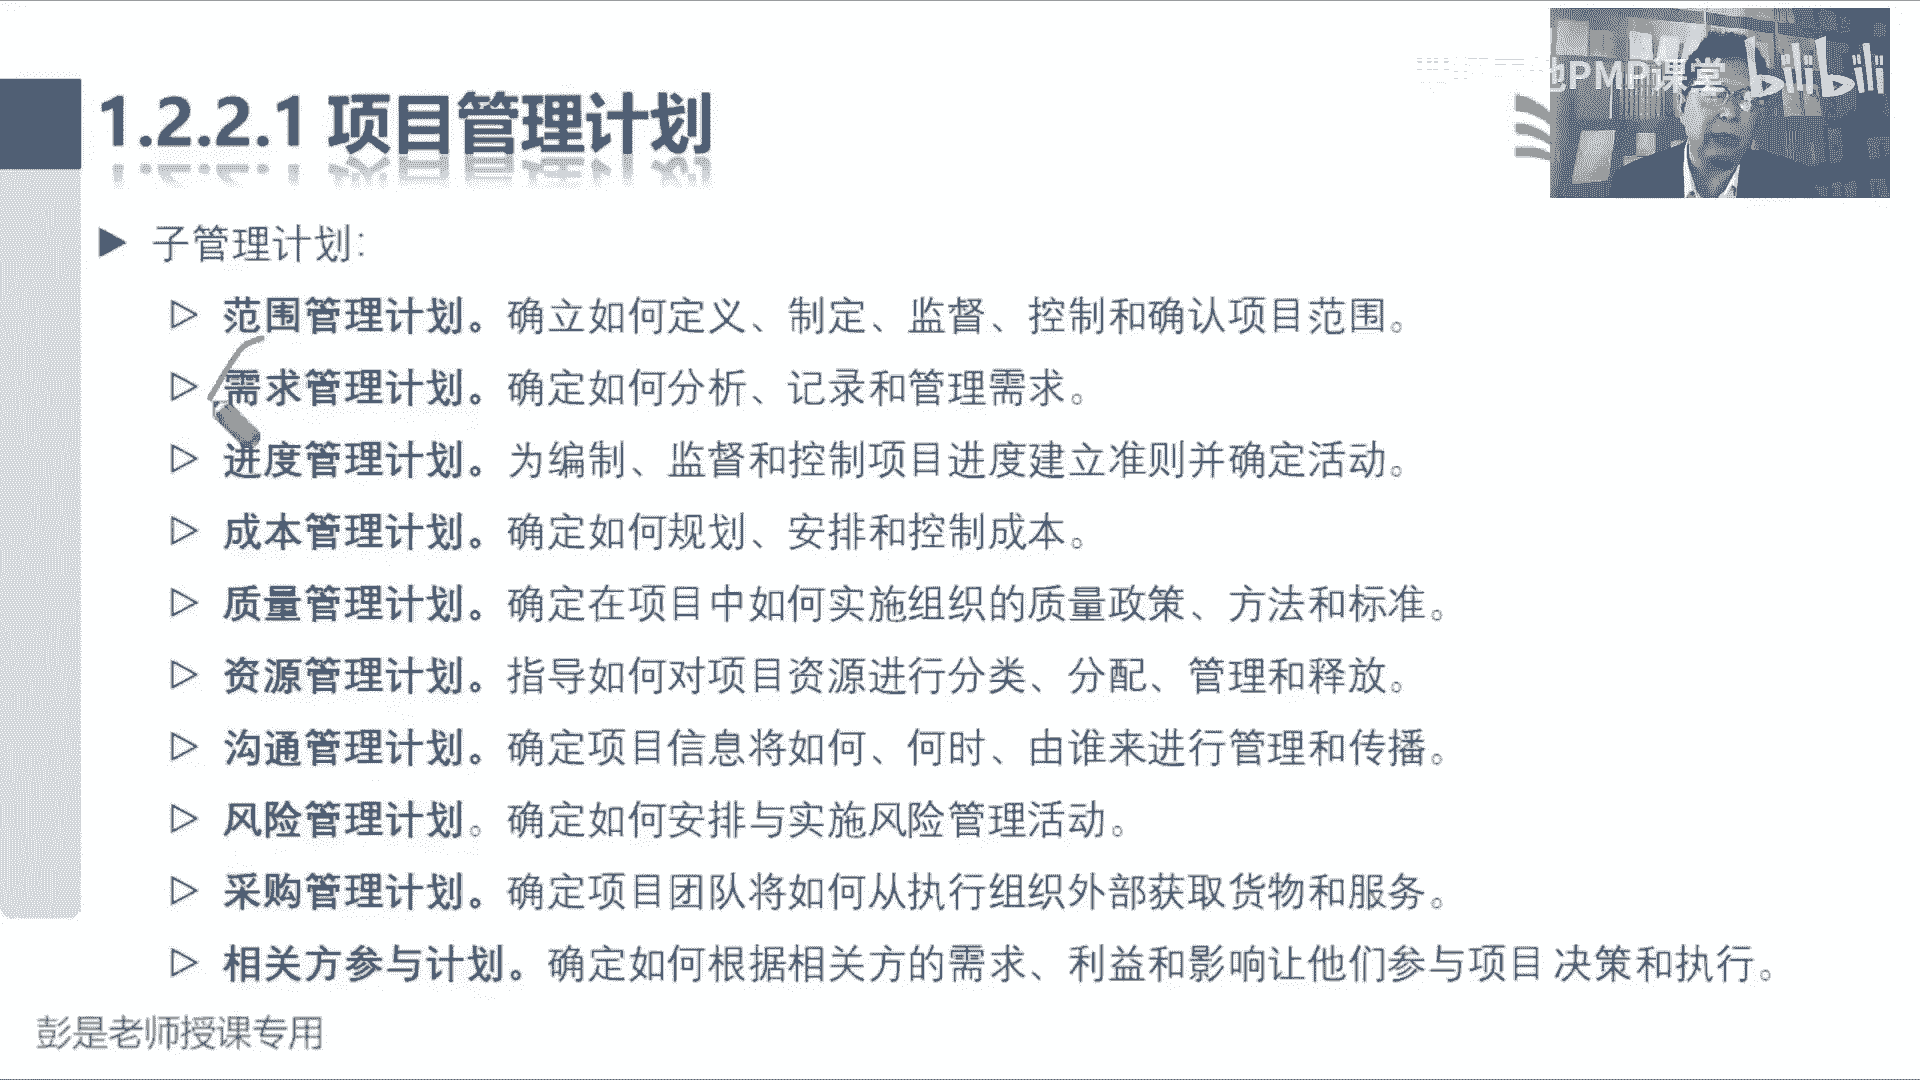 地PMP课堂 bilibili
1.2.2.1 项目管理计划
子管理计划：
范围管理计划。确立如何定义、制定、监督、控制和确认项目范围。
需求管理计划。确定如何分析、记录和管理需求。
进度管理计划。为编制、监督和控制项目进度建立准则并确定活动。
成本管理计划。确定如何规划、安排和控制成本。
质量管理计划。确定在项目中如何实施组织的质量政策、方法和标准。
资源管理计划。指导如何对项目资源进行分类、分配、管理和释放。
沟通管理计划。确定项目信息将如何、何时、由谁来进行管理和传播。
风险管理计划。确定如何安排与实施风险管理活动。
采购管理计划。确定项目团队将如何从执行组织外部获取货物和服务。
相关方参与计划。确定如何根据相关方的需求、利益和影响让他们参与项目 决策和执行。
彭是老师授课专用